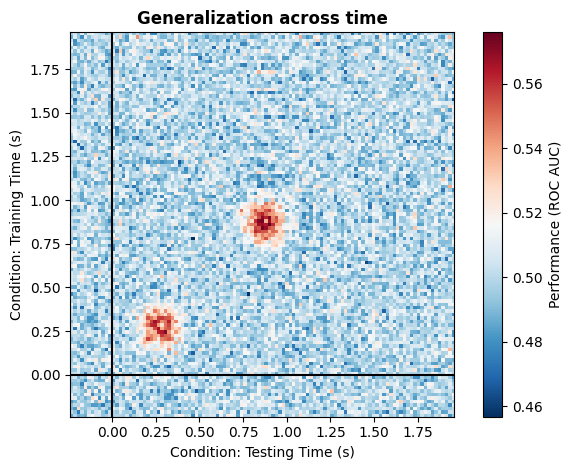 Generalization across time
1.75
1.50
1.25
1.00
0.75
0.50
0.25
0.00
Condition: Training Time (s)
0.00 0.25 0.50 0.75 1.00 1.25 1.50 1.75
Condition: Testing Time (s)
0.56
0.54
0.52
0.50
0.48
0.46
Performance (ROC AUC)